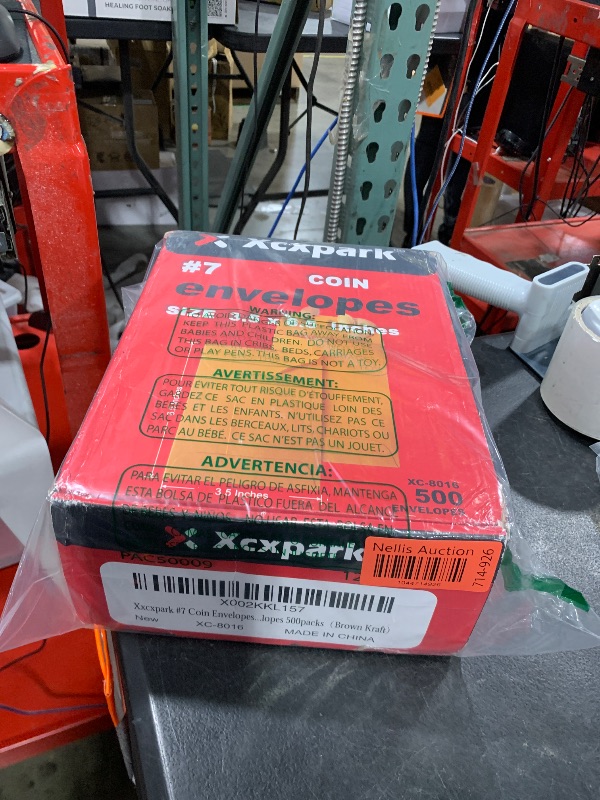 HEALING FOOT SOAK
Xcxpark
#7
COIN
envelopes
WARNING:
KEEP THIS PLASTIC BAG AWAY FROM
BABIES AND CHILDREN. DO NOT USE
THIS BAG IN CRIBS, BEDS, CARRIAGES
OR PLAY PENS. THIS BAG IS NOT A TOY.
AVERTISSEMENT:
POUR EVITER TOUT RISQUE D'ÉTOUFFEMENT,
GARDEZ CE SAC EN PLASTIQUE LOIN DES
BÉBÉS ET LES ENFANTS. N'UTILISEZ PAS CE
SAC DANS LES BERCEAUX, LITS, CHARIOTS OU
PARC AU BÉBÉ. CE SAC N'EST PAS UN JOUET.
ADVERTENCIA:
PARA EVITAR EL PELIGRO DE ASFIXIA, MANTENGA
ESTA BOLSA DE PLASTICO FUERA DEL ALCANCE
3.5 Inches
XC-8016
500
ENVELOPES
Xcxpark
Nellis Auction
714-926
PAC50009
X002KKL157
Xxcxpark #7 Coin Envelopes...lopes 500packs（Brown Kraft）
New
XC-8016
MADE IN CHINA